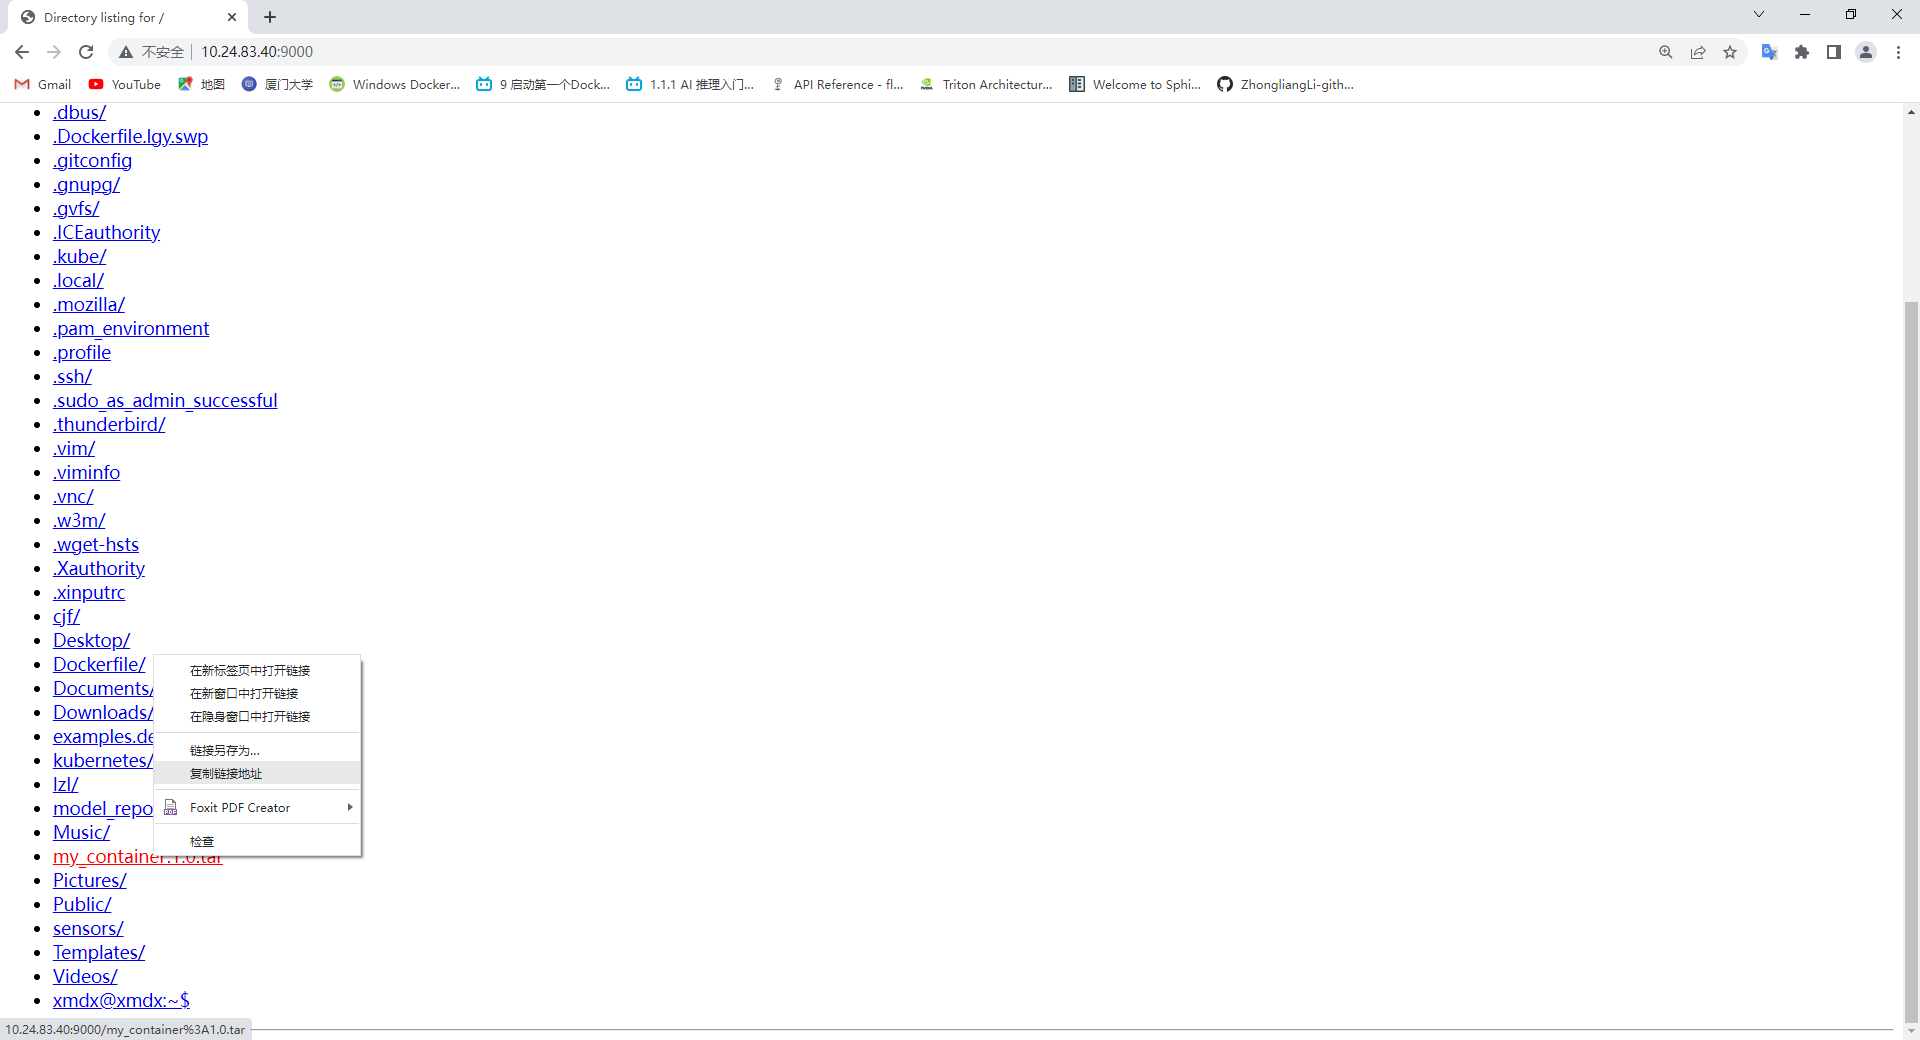 Directory listing for /
不安全
10.24.83.40:9000
Gmail
YouTube
地图
厦门大学
Windows Docker...
9 启动第一个Dock...
1.1.1 AI 推理入门...
API Reference - fl...
Triton Architectur...
Welcome to Sphi...
ZhongliangLi-gith...
.dbus/
.Dockerfile.lgy.swp
.gitconfig
.gnupg/
.gvfs/
.ICEauthority
.kube/
.local/
.mozilla/
.pam_environment
.profile
.ssh/
.sudo_as_admin_successful
.thunderbird/
.vim/
.viminfo
.vnc/
.w3m/
.wget-hsts
.Xauthority
.xinputrc
cjf/
Desktop/
Dockerfile/
Documents/
Downloads/
examples.de
kubernetes/
lzl/
model_repo
Music/
my_container:1.0.tar
Pictures/
Public/
sensors/
Templates/
Videos/
xmdx@xmdx:~$
在新标签页中打开链接
在新窗口中打开链接
在隐身窗口中打开链接
链接另存为...
复制链接地址
Foxit PDF Creator
检查
10.24.83.40:9000/my_container%3A1.0.tar